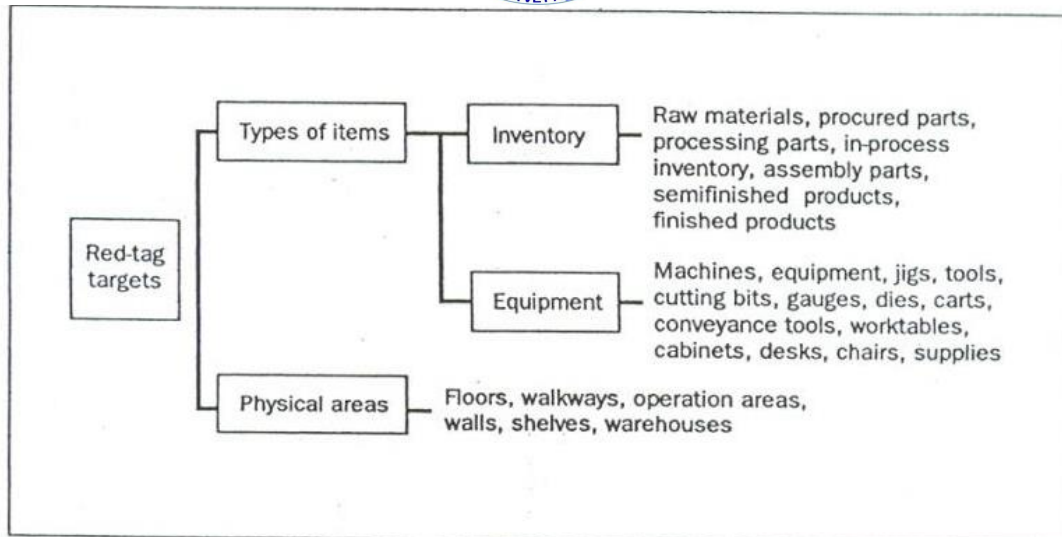 Types of items
Inventory
Raw materials, procured parts,
processing parts, in-process
inventory, assembly parts,
semifinished products,
finished products
Red-tag
targets
Equipment
Machines, equipment, jigs, tools,
cutting bits, gauges, dies, carts,
conveyance tools, worktables,
cabinets, desks, chairs, supplies
Physical areas
Floors, walkways, operation areas,
walls, shelves, warehouses